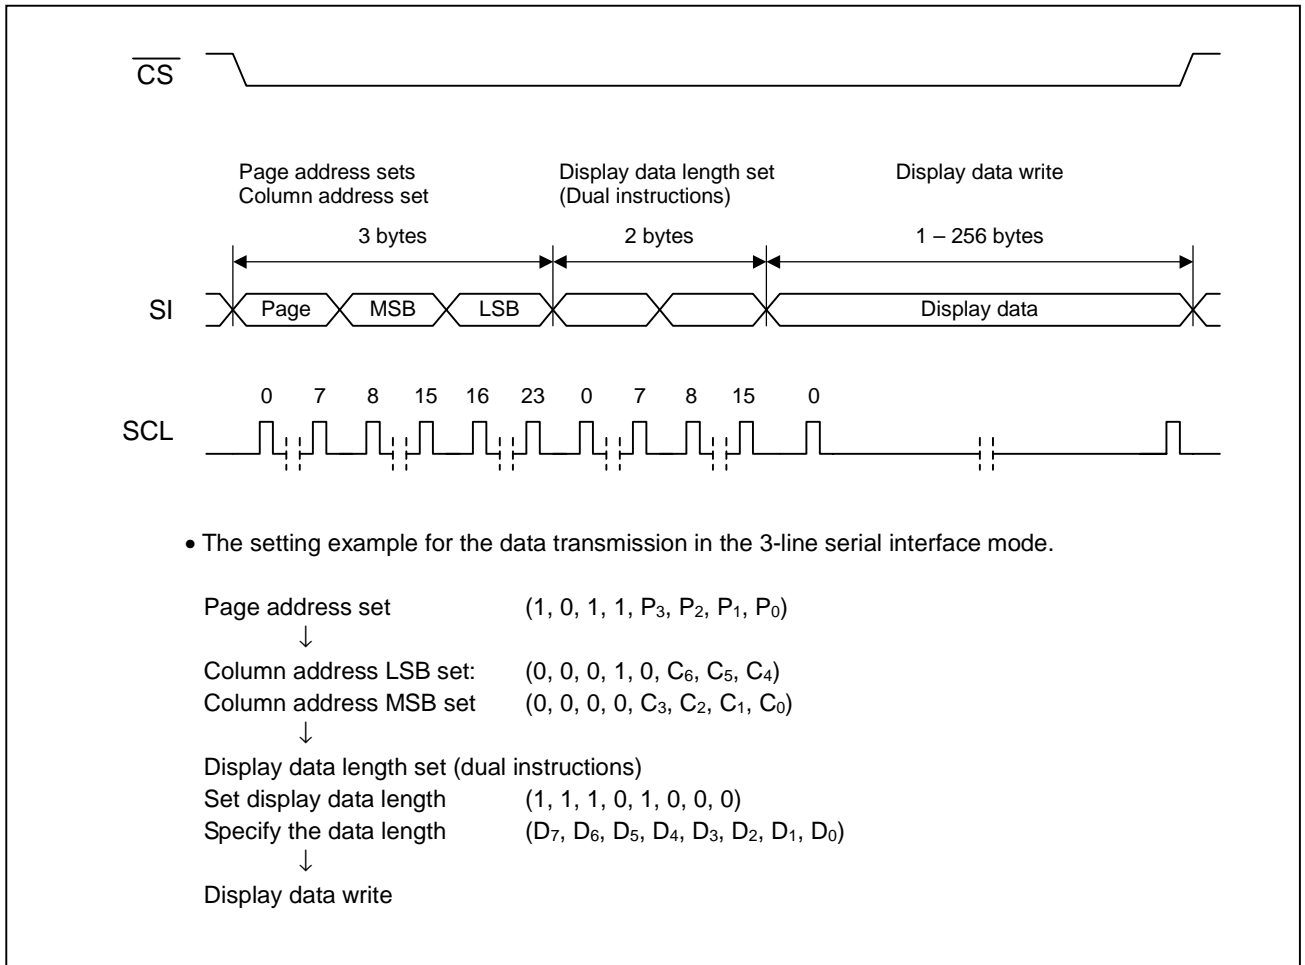 CS
Page address sets Display data length set Display data write
Column address set (Dual instructions)
3 bytes 2 bytes 1 – 256 bytes
SI Page MSB LSB Display data
0 7 8 15 16 23 0 7 8 15 0
SCL
• The setting example for the data transmission in the 3-line serial interface mode.
Page address set (1, 0, 1, 1, P₃, P₂, P₁, P₀)
↓
Column address LSB set: (0, 0, 0, 1, 0, C₆, C₅, C₄)
Column address MSB set (0, 0, 0, 0, C₃, C₂, C₁, C₀)
↓
Display data length set (dual instructions)
Set display data length (1, 1, 1, 0, 1, 0, 0, 0)
Specify the data length (D₇, D₆, D₅, D₄, D₃, D₂, D₁, D₀)
↓
Display data write